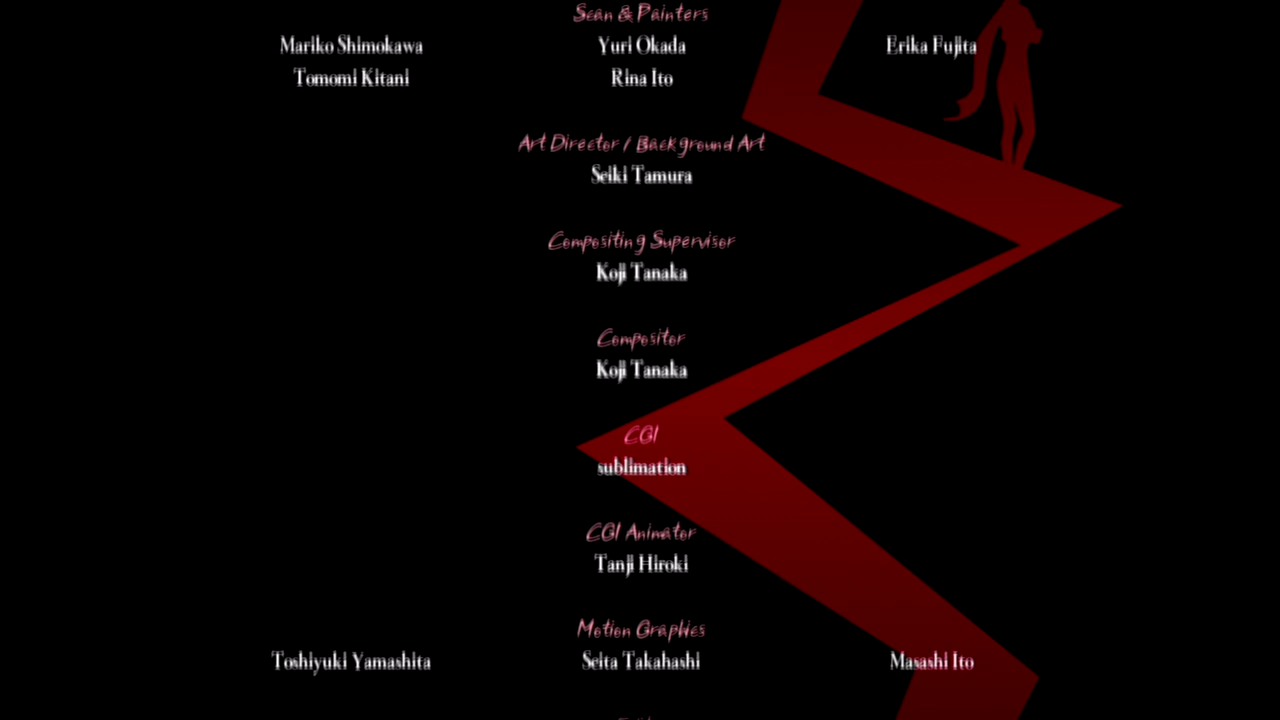 Scan & Painters
Mariko Shimokawa Yuri Okada Erika Fujita
Tomomi Kitani Rina Ito
Art Director / Background Art
Seiki Tamura
Compositing Supervisor
Koji Tanaka
Compositor
Koji Tanaka
CGI
sublimation
CGI Animator
Tanji Hiroki
Motion Graphics
Toshiyuki Yamashita Seita Takahashi Masashi Ito